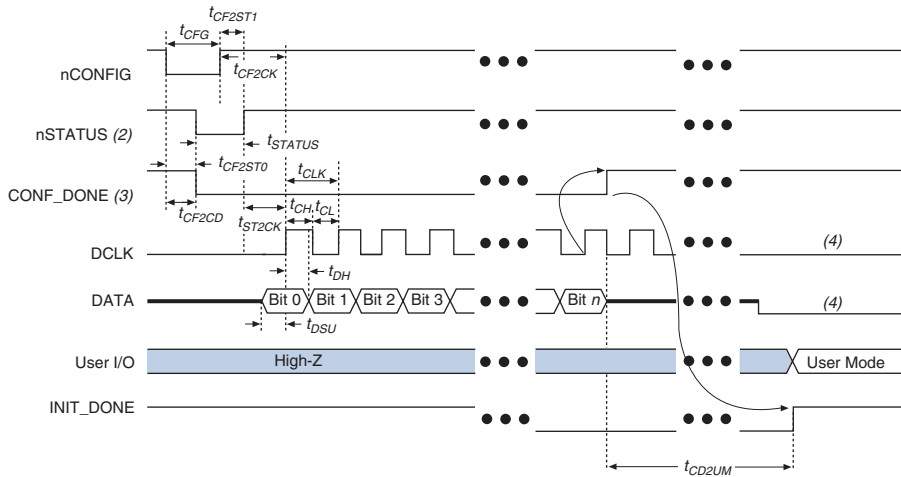 tCF2ST1
tCFG
nCONFIG
tCF2CK
nSTATUS (2)
tSTATUS
tCF2ST0
tCLK
CONF_DONE (3)
tCF2CD
tST2CK
tCH
tCL
DCLK
(4)
tDH
DATA
Bit 0
Bit 1
Bit 2
Bit 3
Bit n
(4)
tDSU
User I/O
High-Z
User Mode
INIT_DONE
tCD2UM